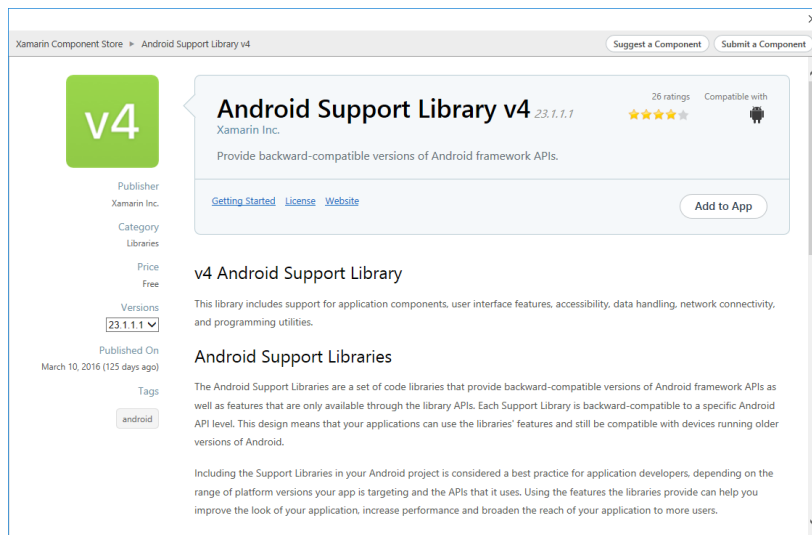 Xamarin Component Store ▶ Android Support Library v4
Suggest a Component
Submit a Component
v4
Android Support Library v4 23.1.1.1
Xamarin Inc.
Provide backward-compatible versions of Android framework APIs.
26 ratings
Compatible with
Getting Started License Website
Add to App
Publisher
Xamarin Inc.
Category
Libraries
Price
Free
Versions
23.1.1.1
Published On
March 10, 2016 (125 days ago)
Tags
android
v4 Android Support Library
This library includes support for application components, user interface features, accessibility, data handling, network connectivity,
and programming utilities.
Android Support Libraries
The Android Support Libraries are a set of code libraries that provide backward-compatible versions of Android framework APIs as
well as features that are only available through the library APIs. Each Support Library is backward-compatible to a specific Android
API level. This design means that your applications can use the libraries' features and still be compatible with devices running older
versions of Android.
Including the Support Libraries in your Android project is considered a best practice for application developers, depending on the
range of platform versions your app is targeting and the APIs that it uses. Using the features the libraries provide can help you
improve the look of your application, increase performance and broaden the reach of your application to more users.